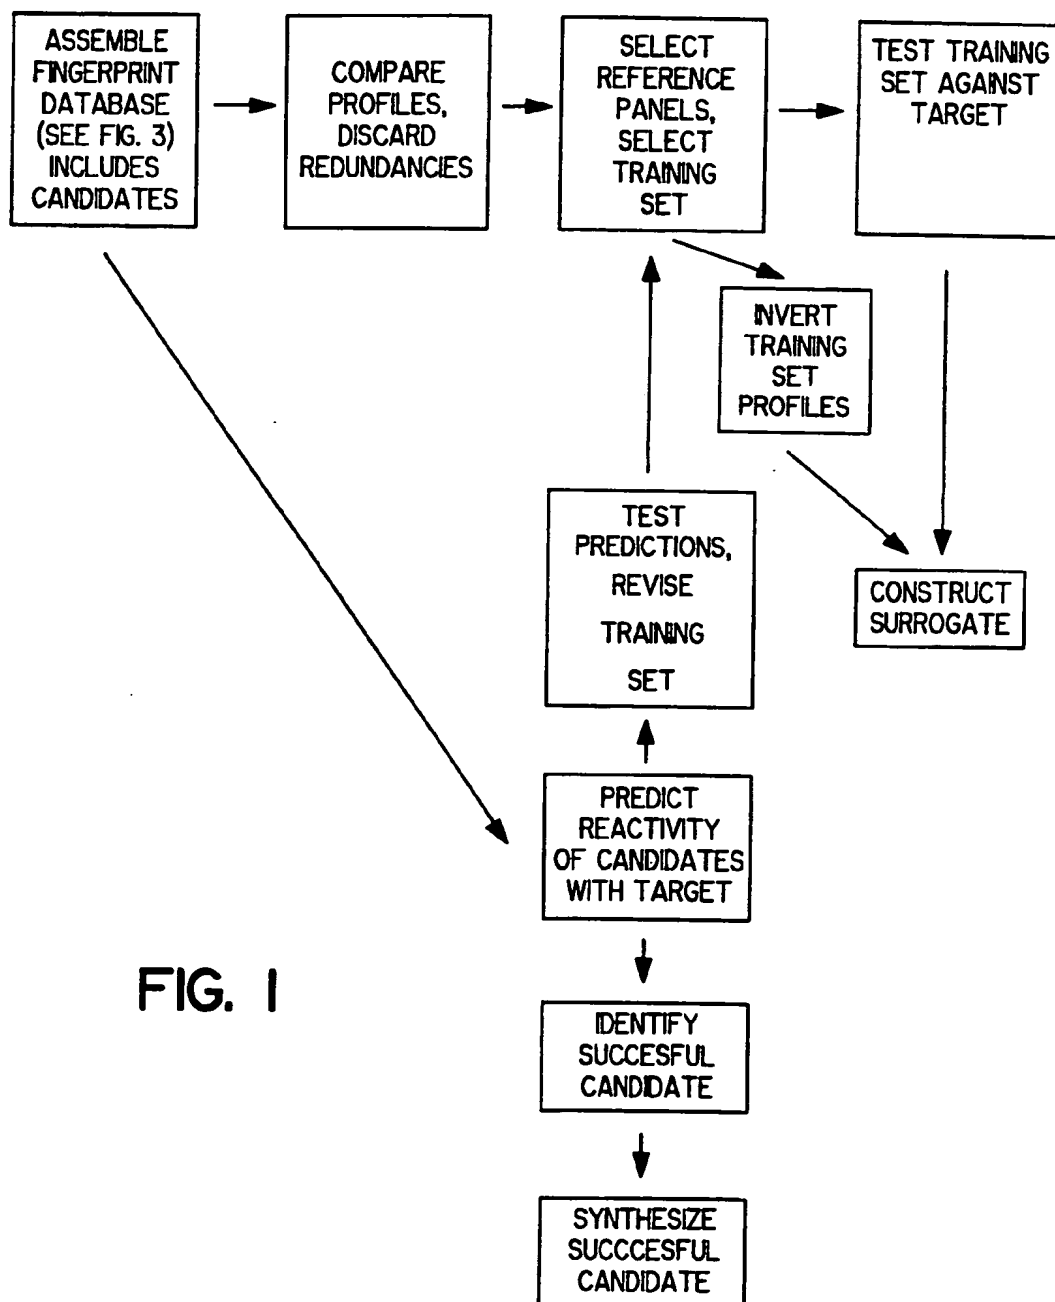 ASSEMBLE
FINGERPRINT
DATABASE
(SEE FIG. 3)
INCLUDES
CANDIDATES
COMPARE
PROFILES,
DISCARD
REDUNDANCIES
SELECT
REFERENCE
PANELS,
SELECT
TRAINING
SET
TEST TRAINING
SET AGAINST
TARGET
INVERT
TRAINING
SET
PROFILES
TEST
PREDICTIONS,
REVISE
TRAINING
SET
CONSTRUCT
SURROGATE
PREDICT
REACTIVITY
OF CANDIDATES
WITH TARGET
IDENTIFY
SUCCESFUL
CANDIDATE
SYNTHESIZE
SUCCCESFUL
CANDIDATE
FIG. 1